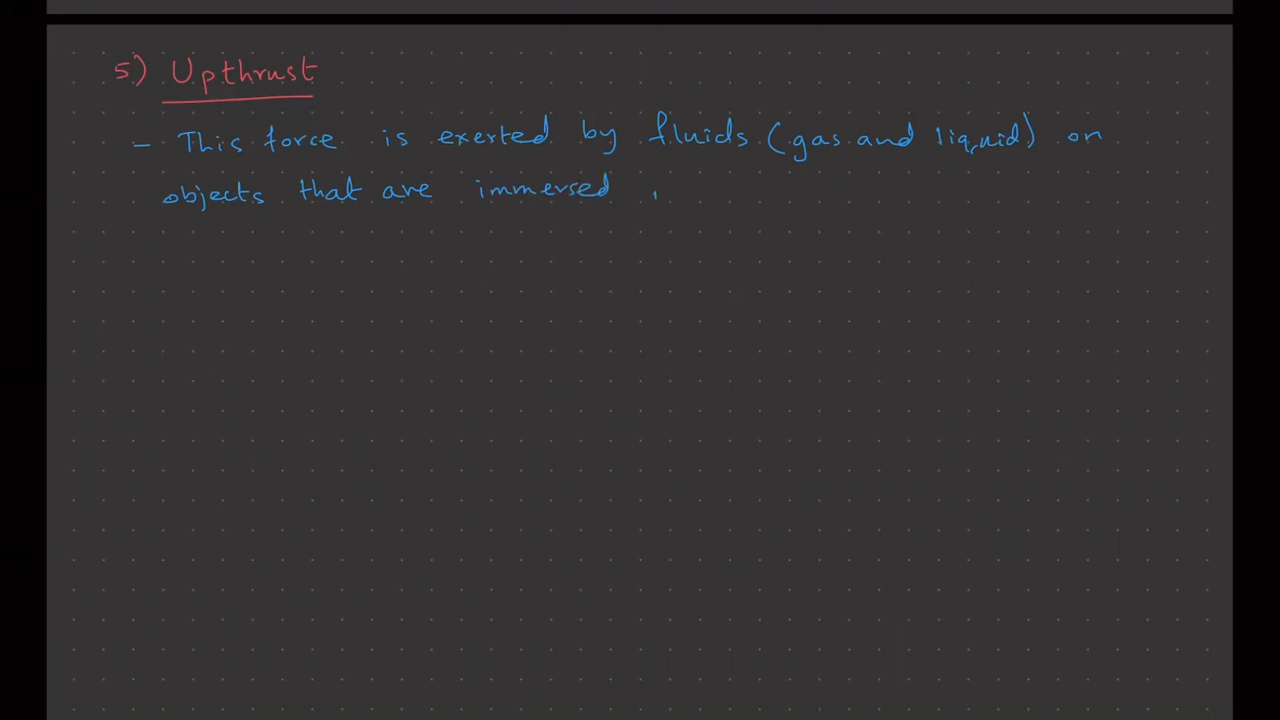 5) Upthrust
- This force is exerted by fluids (gas and liquid) on
objects that are immersed